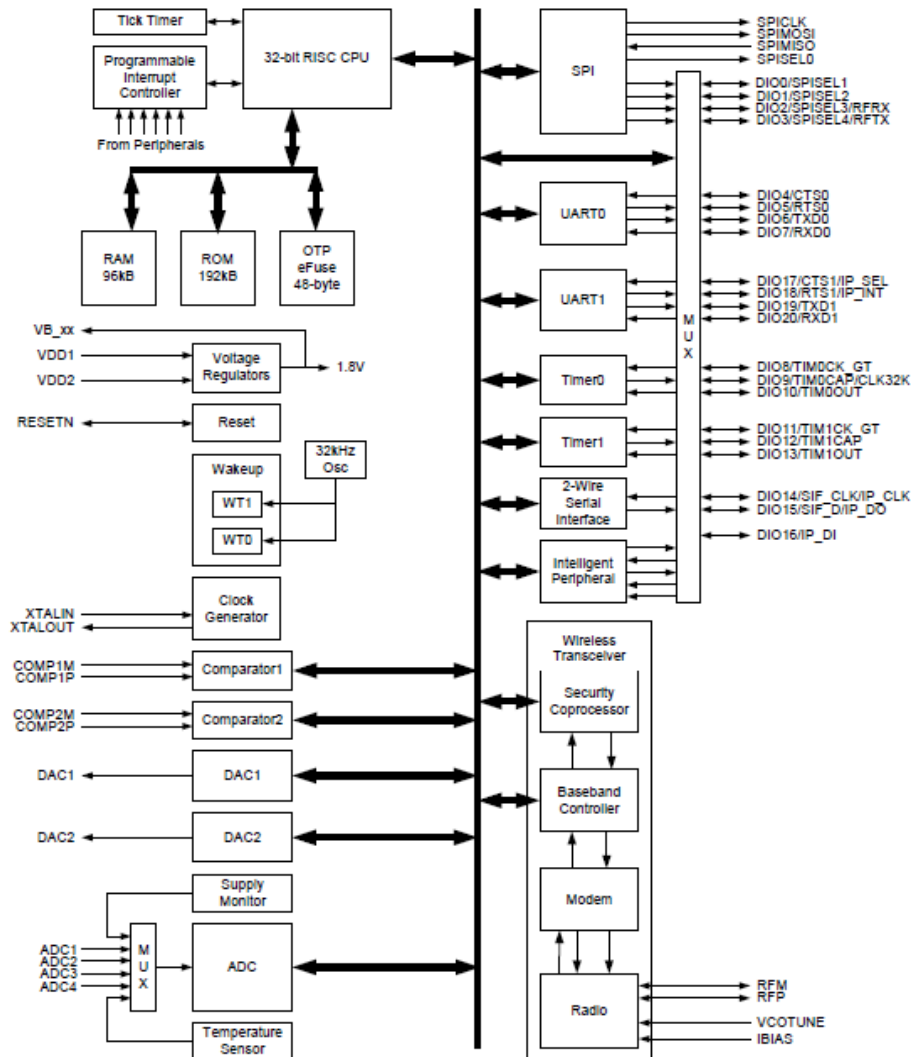 Tick Timer
32-bit RISC CPU
Programmable
Interrupt
Controller
From Peripherals
RAM
96kB
ROM
192kB
OTP
eFuse
48-byte
VB_xx
VDD1
VDD2
Voltage
Regulators
1.8V
RESETN
Reset
32kHz
Osc
Wakeup
WT1
WT0
Clock
Generator
XTALIN
XTALOUT
COMP1M
COMP1P
Comparator1
COMP2M
COMP2P
Comparator2
DAC1
DAC1
DAC2
DAC2
Supply
Monitor
ADC1
ADC2
ADC3
ADC4
M
U
X
ADC
Temperature
Sensor
SPI
SPICLK
SPIMOSI
SPIMISO
SPISEL0
DIO0/SPISEL1
DIO1/SPISEL2
DIO2/SPISEL3/RFRX
DIO3/SPISEL4/RFTX
UART0
DIO4/CTS0
DIO5/RTS0
DIO6/TXD0
DIO7/RXD0
UART1
DIO17/CTS1/IP_SEL
DIO18/RTS1/IP_INT
DIO19/TXD1
DIO20/RXD1
M
U
X
Timer0
DIO8/TIM0CK_GT
DIO9/TIM0CAP/CLK32K
DIO10/TIM0OUT
Timer1
DIO11/TIM1CK_GT
DIO12/TIM1CAP
DIO13/TIM1OUT
2-Wire
Serial
Interface
DIO14/SIF_CLK/IP_CLK
DIO15/SIF_D/IP_DO
DIO16/IP_DI
Intelligent
Peripheral
Wireless
Transceiver
Security
Coprocessor
Baseband
Controller
Modem
Radio
RFM
RFP
VCOTUNE
IBIAS